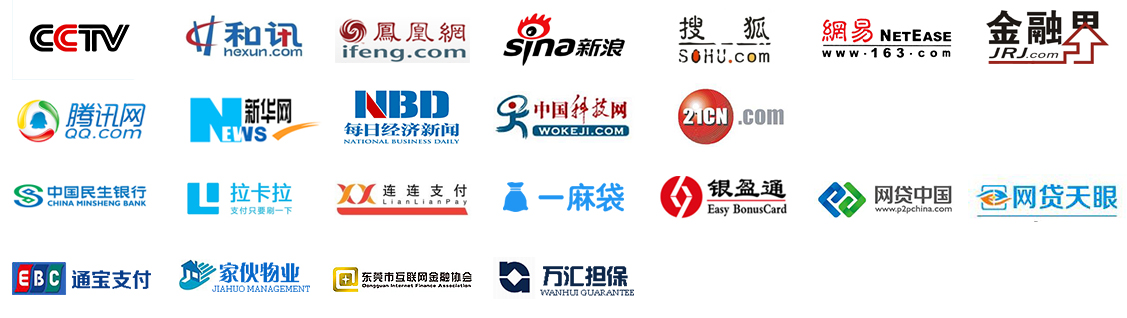 CCTV
和讯
hexun.com
鳳凰網
ifeng.com
sina新浪
搜 狐
SOHU.com
網易 NETEASE
www.163.com
金融界
JRJ.com
腾讯网
QQ.com
新华网
NEWS
NBD
每日经济新闻
NATIONAL BUSINESS DAILY
中国科技网
WOKEJI.COM
21CN.com
中国民生银行
CHINA MINSHENG BANK
拉卡拉
支付只要刷一下
连连支付
LianLianPay
一麻袋
银盈通
Easy BonusCard
网贷中国
www.p2pchina.com
网贷天眼
EBC 通宝支付
家伙物业
JIAHUO MANAGEMENT
东莞市互联网金融协会
Dongguan Internet Finance Association
万汇担保
WANHUI GUARANTEE